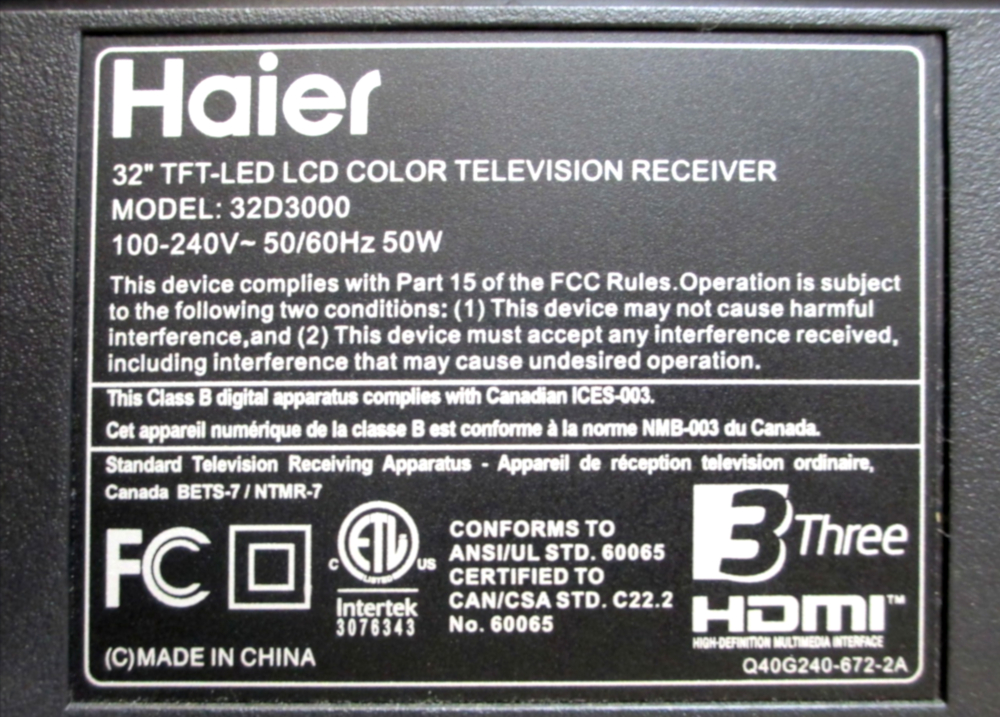 Haier
32" TFT-LED LCD COLOR TELEVISION RECEIVER
MODEL: 32D3000
100-240V~ 50/60Hz 50W
This device complies with Part 15 of the FCC Rules.Operation is subject
to the following two conditions: (1) This device may not cause harmful
interference,and (2) This device must accept any interference received,
including interference that may cause undesired operation.
This Class B digital apparatus complies with Canadian ICES-003.
Cet appareil numérique de la classe B est conforme à la norme NMB-003 du Canada.
Standard Television Receiving Apparatus - Appareil de réception television ordinaire,
Canada BETS-7 / NTMR-7
FC
C ETL US
LISTED
Intertek
3076343
CONFORMS TO
ANSI/UL STD. 60065
CERTIFIED TO
CAN/CSA STD. C22.2
No. 60065
3 Three
HDMI™
HIGH-DEFINITION MULTIMEDIA INTERFACE
(C)MADE IN CHINA
Q40G240-672-2A